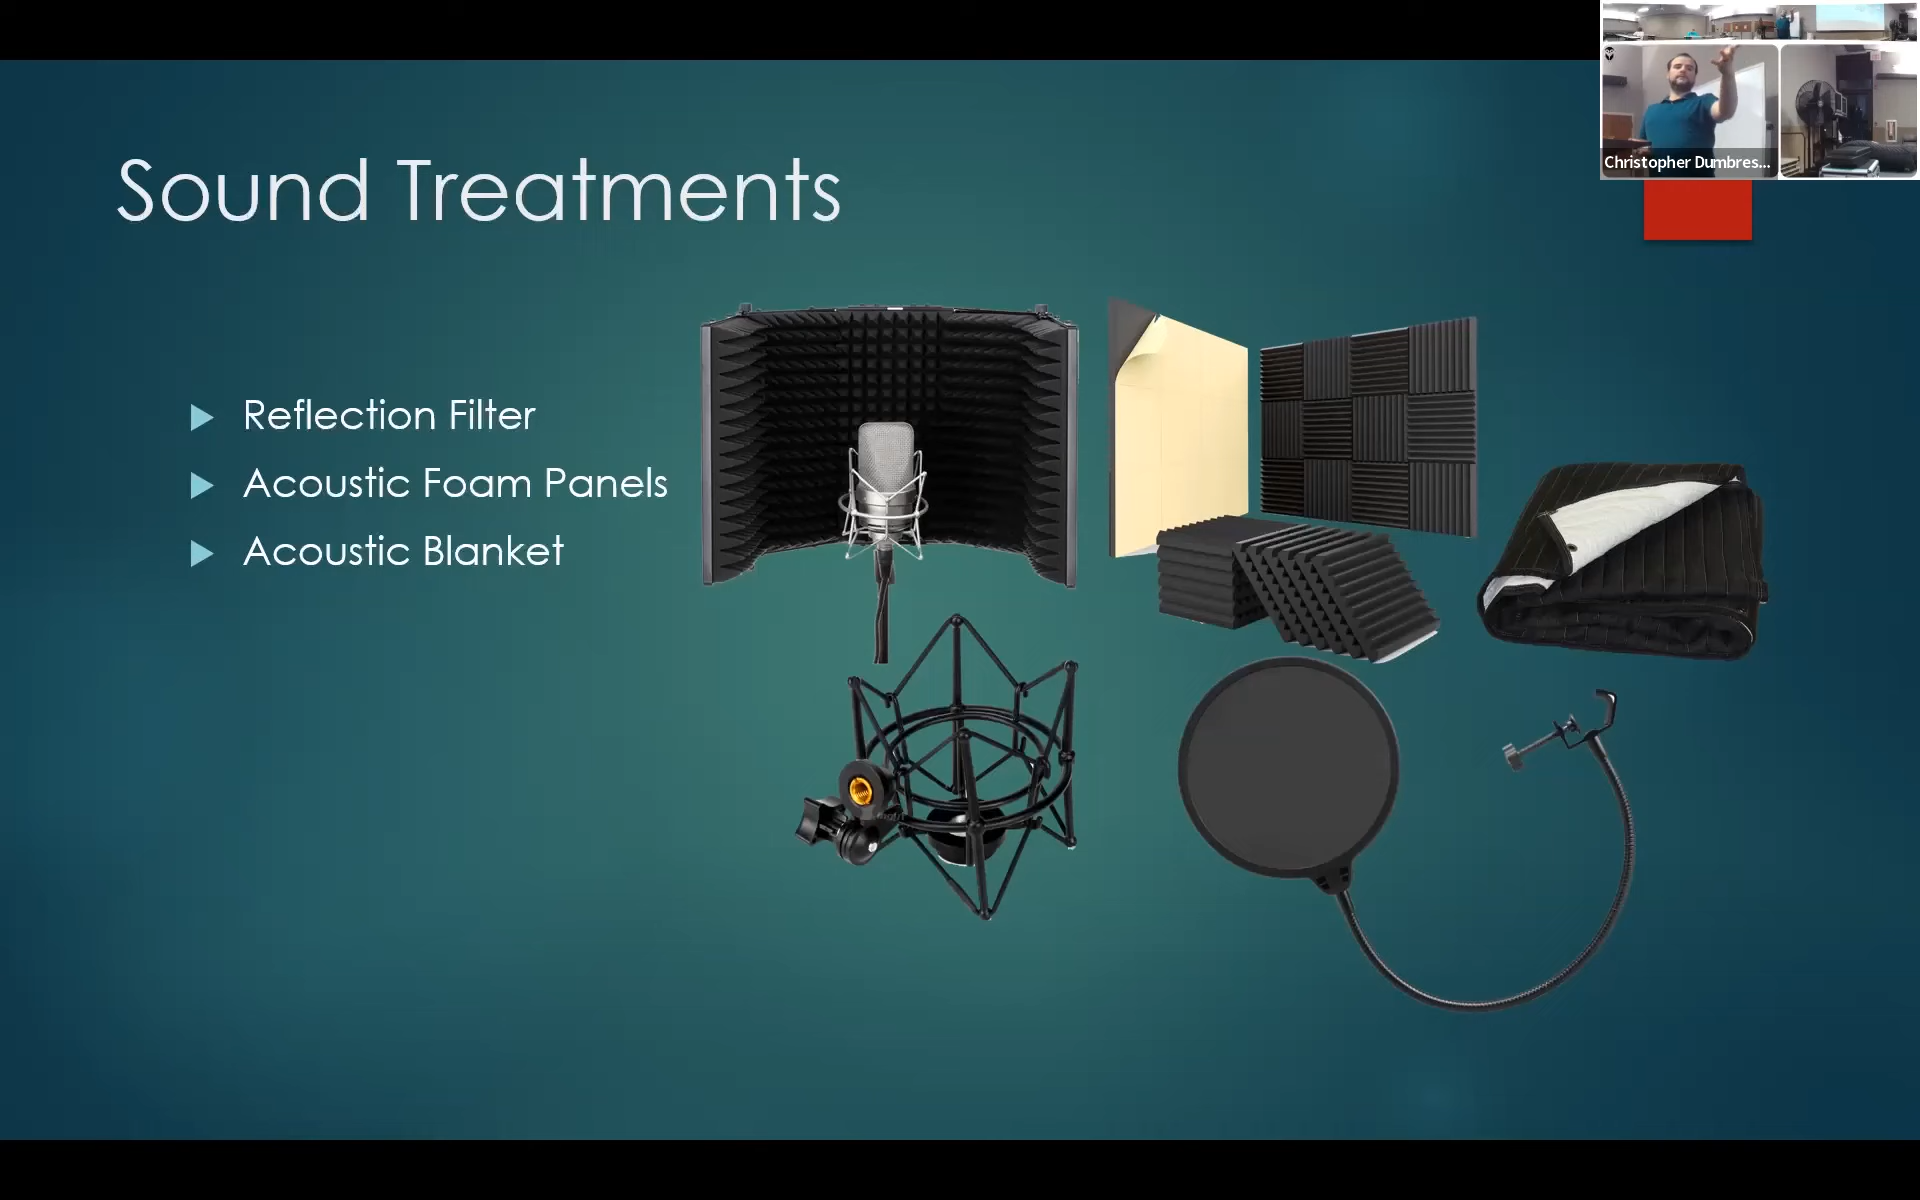 Christopher Dumbres...
Sound Treatments
Reflection Filter
Acoustic Foam Panels
Acoustic Blanket